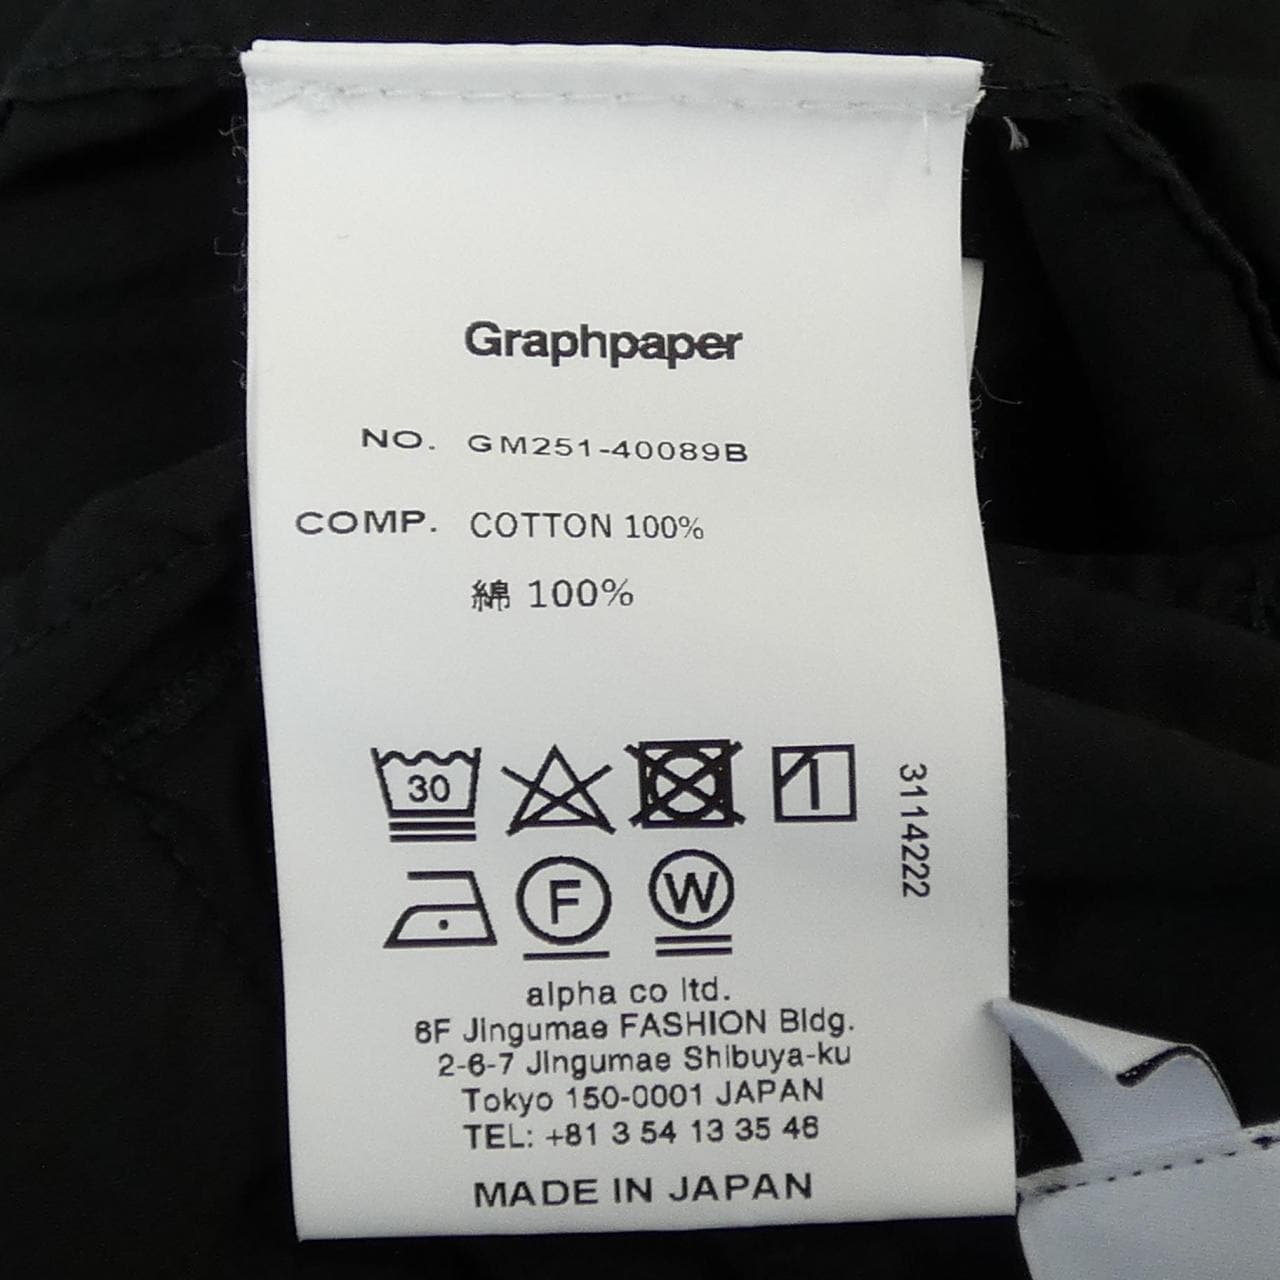 Graphpaper
NO. GM251-40089B
COMP. COTTON 100%
綿 100%
30
3114222
F
W
alpha co ltd.
6F Jingumae FASHION Bldg.
2-6-7 Jingumae Shibuya-ku
Tokyo 150-0001 JAPAN
TEL: +81 3 54 13 35 46
MADE IN JAPAN